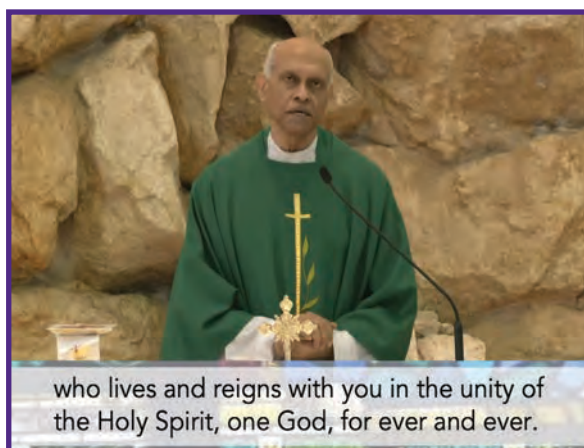 who lives and reigns with you in the unity of
the Holy Spirit, one God, for ever and ever.